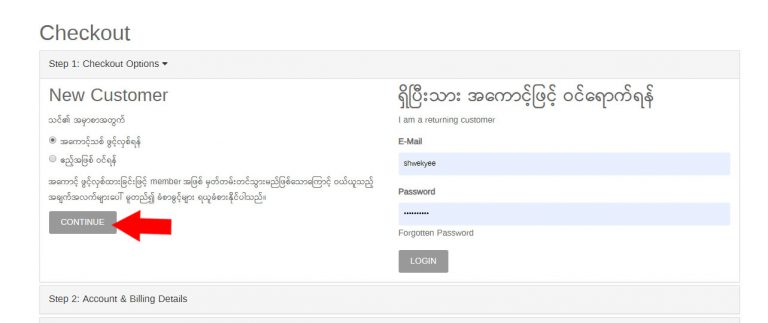 Checkout
Step 1: Checkout Options
New Customer
သင်၏ အမှာစာအတွက်
အကောင့်သစ် ဖွင့်လှစ်ရန်
ဧည့်အဖြစ် ဝင်ရန်
အကောင့် ဖွင့်လှစ်ထားခြင်းဖြင့် member အဖြစ် မှတ်တမ်းတင်သွားမည်ဖြစ်သောကြောင့် ဝယ်ယူသည့်
အချက်အလက်များပေါ် မူတည်၍ ခံစားခွင့်များ ရယူခံစားနိုင်ပါသည်။
CONTINUE
ရှိပြီးသား အကောင့်ဖြင့် ဝင်ရောက်ရန်
I am a returning customer
E-Mail
shwekyee
Password
••••••••••
Forgotten Password
LOGIN
Step 2: Account & Billing Details